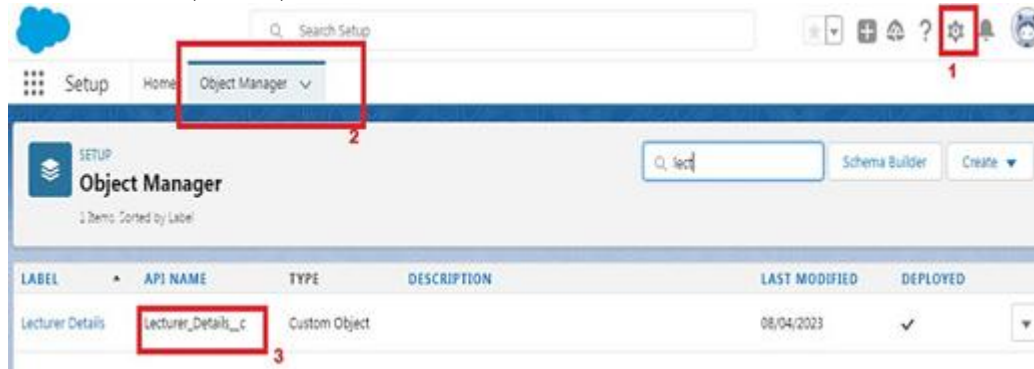 Search Setup
?
1
Setup Home Object Manager
2
SETUP
Object Manager
1 Items, Sorted by Label
lect
Schema Builder
Create
LABEL API NAME TYPE DESCRIPTION LAST MODIFIED DEPLOYED
Lecturer Details Lecturer_Details__c Custom Object 08/04/2023
3